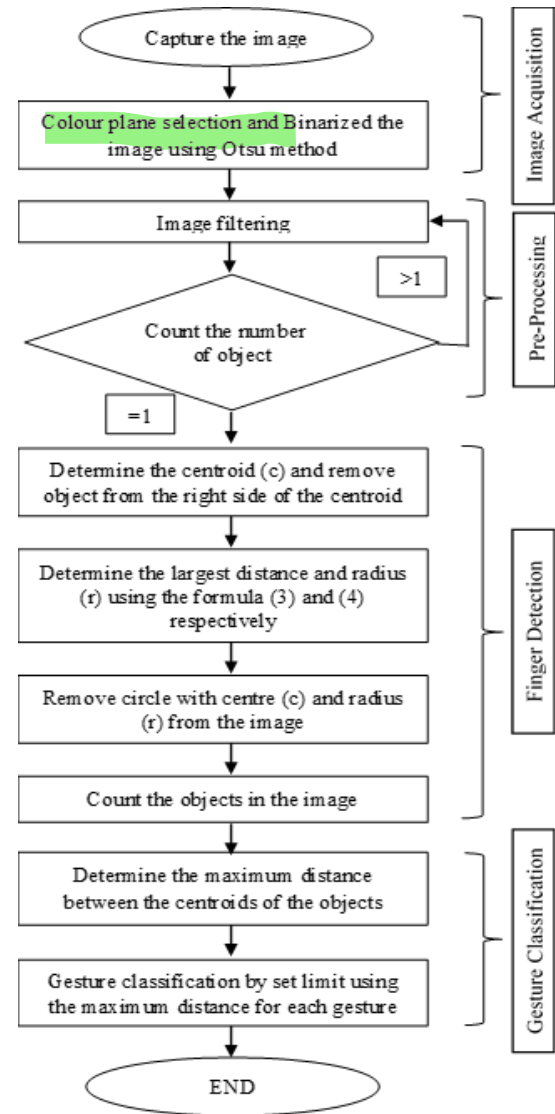 Capture the image
Colour plane selection and Binarized the
image using Otsu method
Image Acquisition
Image filtering
>1
Count the number
of object
=1
Pre-Processing
Determine the centroid (c) and remove
object from the right side of the centroid
Determine the largest distance and radius
(r) using the formula (3) and (4)
respectively
Remove circle with centre (c) and radius
(r) from the image
Count the objects in the image
Finger Detection
Determine the maximum distance
between the centroids of the objects
Gesture classification by set limit using
the maximum distance for each gesture
Gesture Classification
END